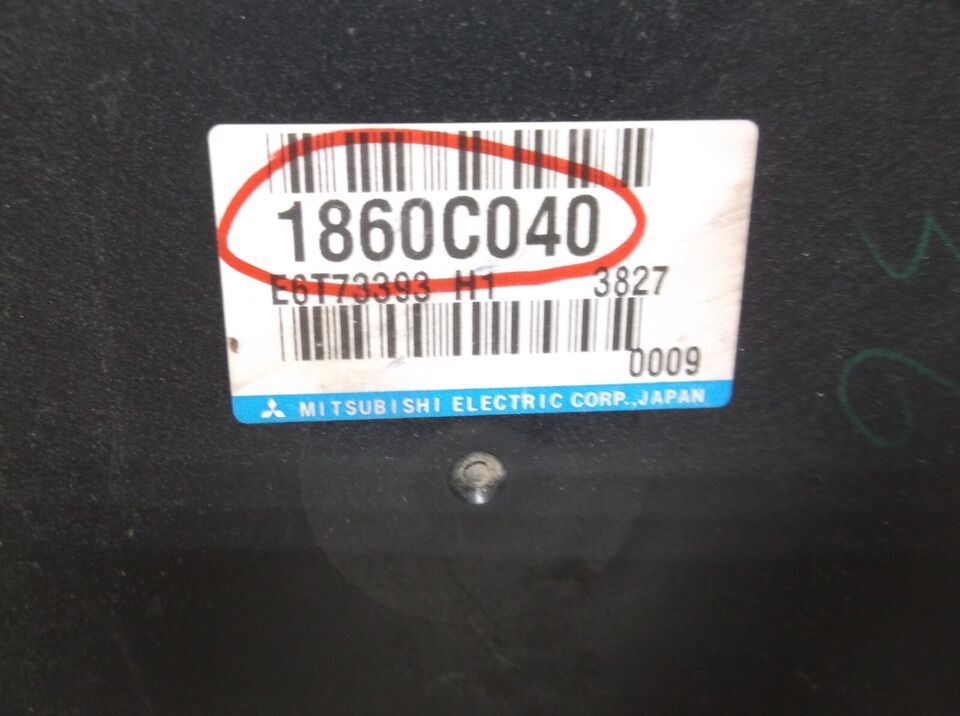 1860C040
E6T73393 H1 3827
0009
MITSUBISHI ELECTRIC CORP.,JAPAN